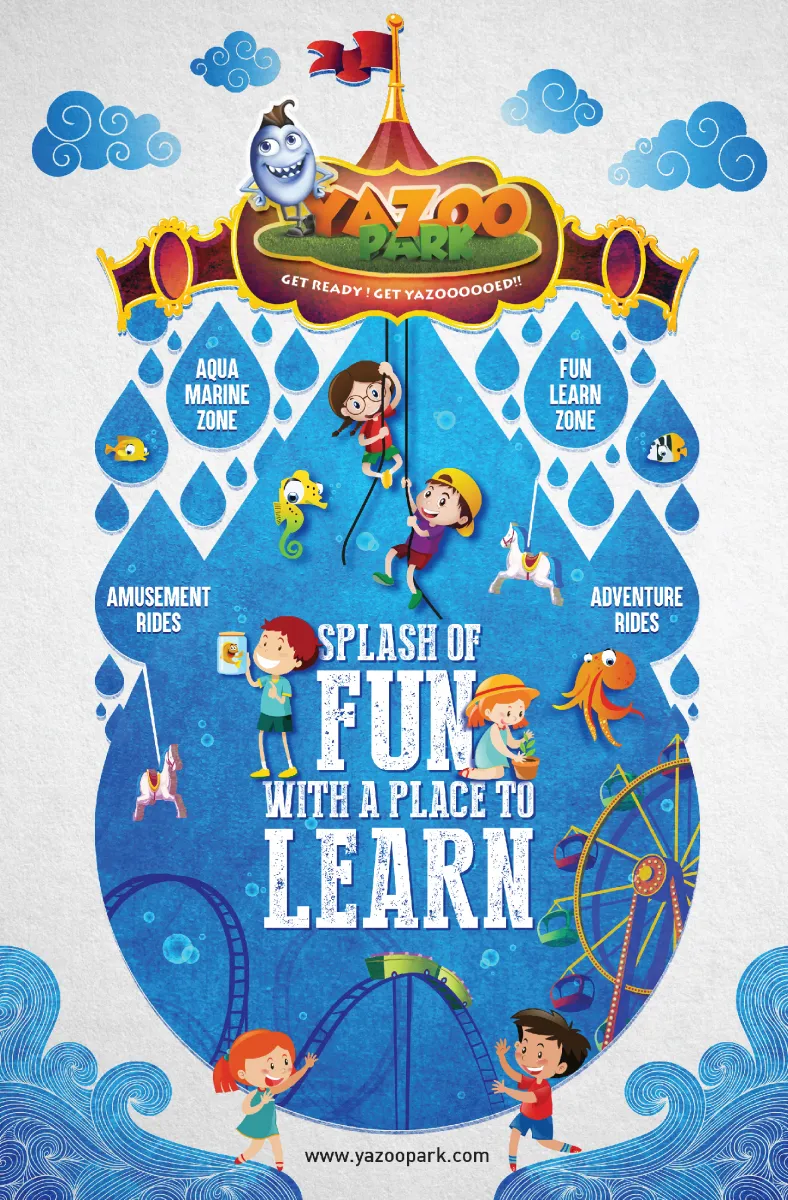 YAZOO
PARK
GET READY ! GET YAZOOOOOED!!
AQUA
MARINE
ZONE
FUN
LEARN
ZONE
AMUSEMENT
RIDES
ADVENTURE
RIDES
SPLASH OF
FUN
WITH A PLACE TO
LEARN
www.yazoopark.com